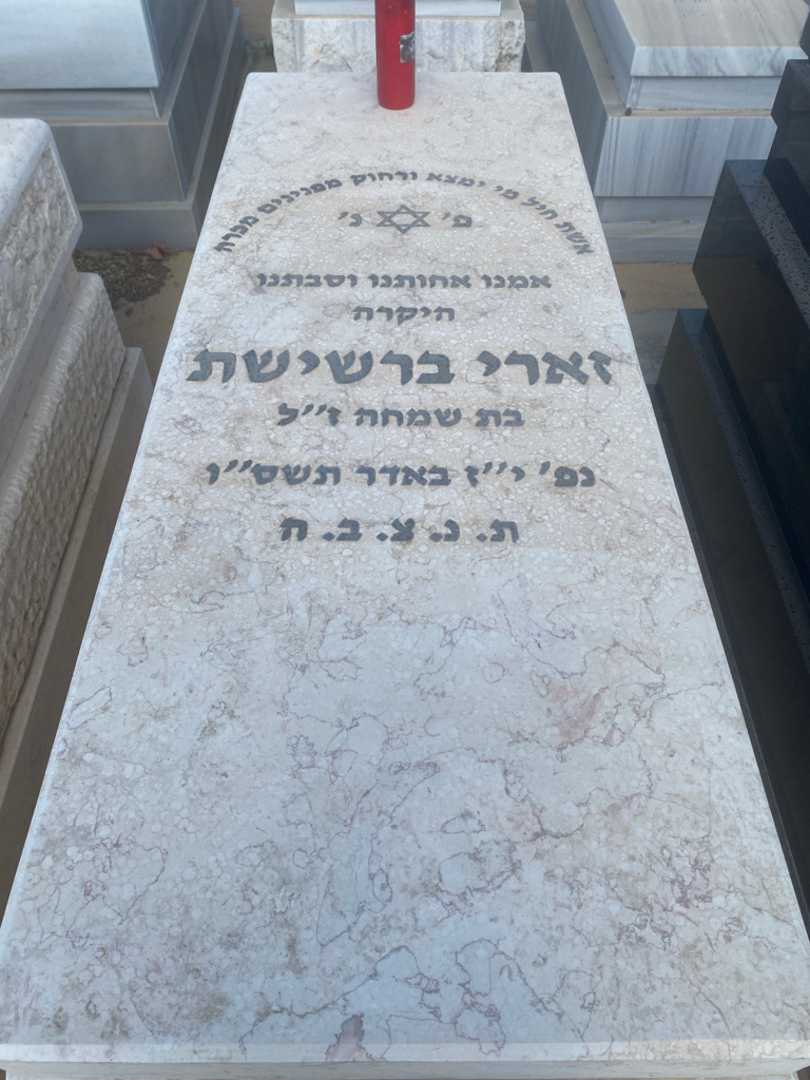 אשת חיל מי ימצא ורחוק מפנינים מכרה
פ' נ'
אמנו אחותנו וסבתנו
היקרה
זארי ברשישת
בת שמחה ז"ל
נפ' י"ז באדר תשס"ו
ת. נ. צ. ב. ה